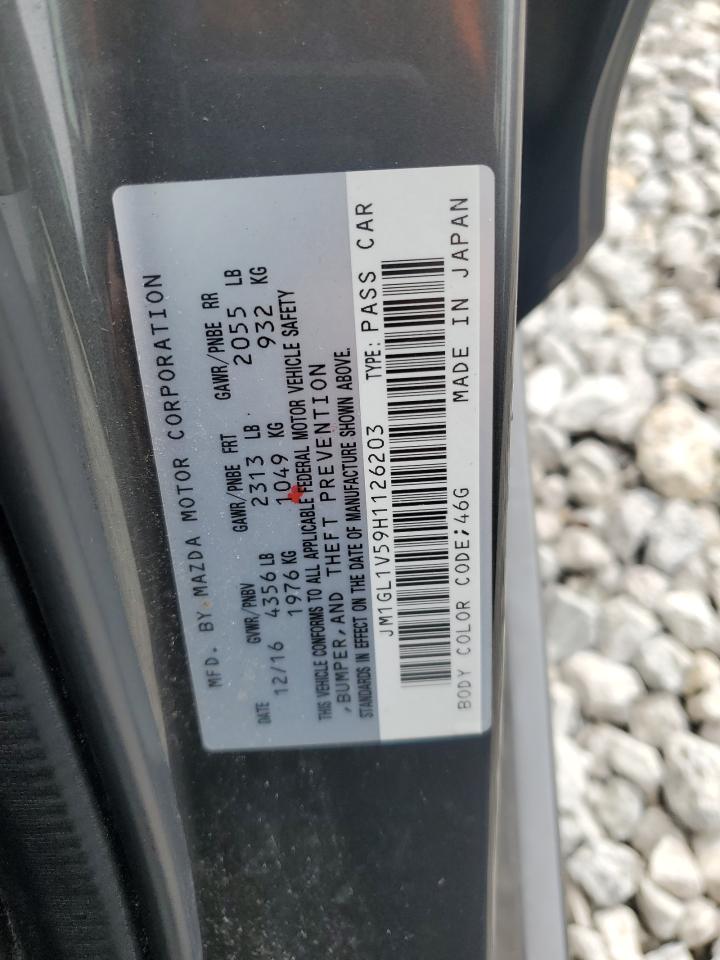 MFD. BY MAZDA MOTOR CORPORATION
DATE GVWR/PNBV GAWR/PNBE FRT GAWR/PNBE RR
12/16 4356 LB 2313 LB 2055 LB
1976 KG 1049 KG 932 KG
THIS VEHICLE CONFORMS TO ALL APPLICABLE FEDERAL MOTOR VEHICLE SAFETY
,BUMPER,AND THEFT PREVENTION
STANDARDS IN EFFECT ON THE DATE OF MANUFACTURE SHOWN ABOVE.
JM1GL1V59H1126203 TYPE: PASS CAR
BODY COLOR CODE:46G MADE IN JAPAN